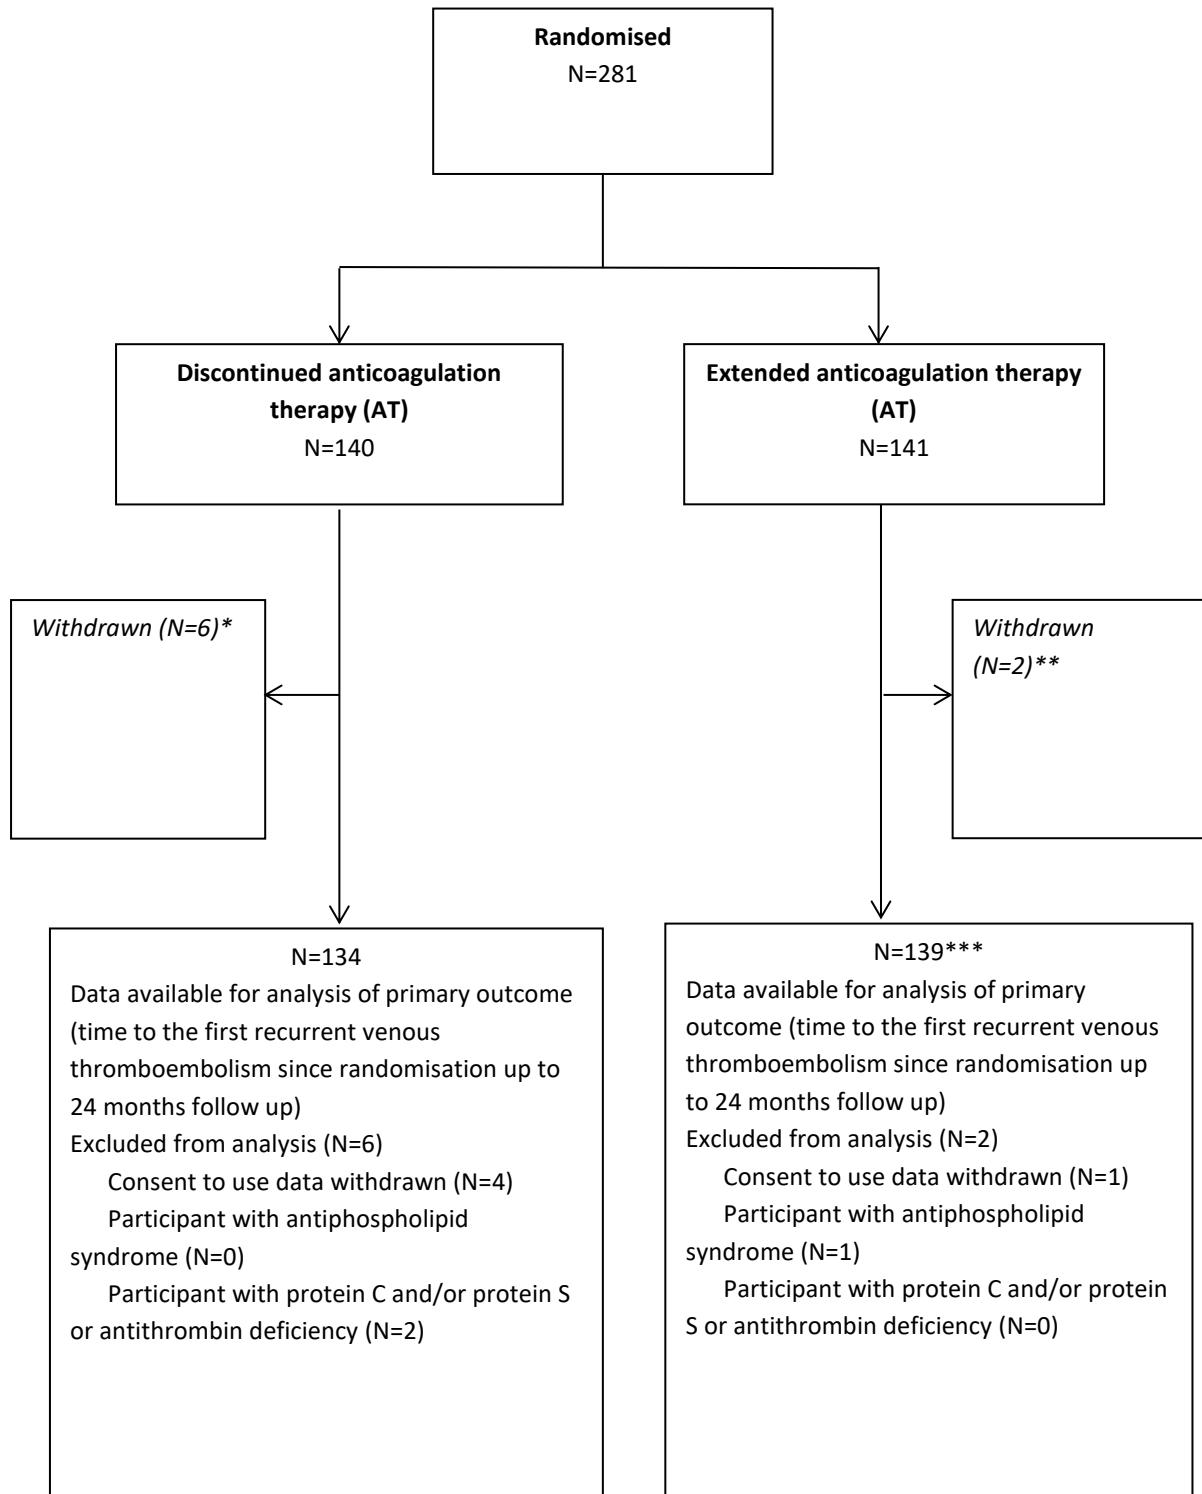 Randomised
N=281
Discontinued anticoagulation
therapy (AT)
N=140
Extended anticoagulation therapy
(AT)
N=141
Withdrawn (N=6)*
Withdrawn
(N=2)**
N=134
Data available for analysis of primary outcome
(time to the first recurrent venous
thromboembolism since randomisation up to
24 months follow up)
Excluded from analysis (N=6)
Consent to use data withdrawn (N=4)
Participant with antiphospholipid
syndrome (N=0)
Participant with protein C and/or protein S
or antithrombin deficiency (N=2)
N=139***
Data available for analysis of primary
outcome (time to the first recurrent venous
thromboembolism since randomisation up
to 24 months follow up)
Excluded from analysis (N=2)
Consent to use data withdrawn (N=1)
Participant with antiphospholipid
syndrome (N=1)
Participant with protein C and/or protein
S or antithrombin deficiency (N=0)